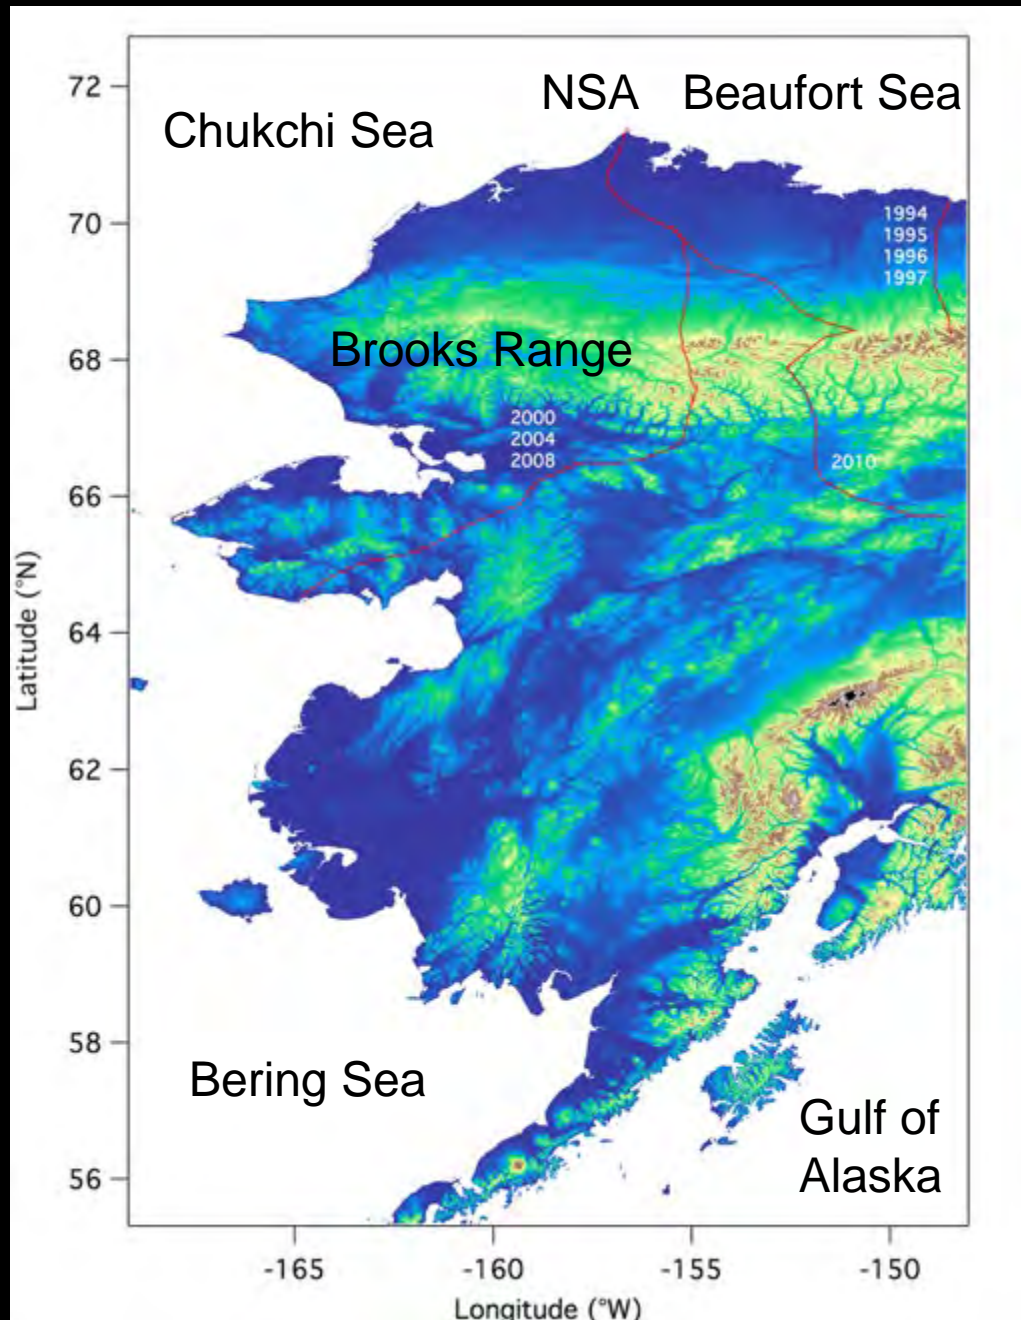 72
NSA
Beaufort Sea
Chukchi Sea
70
1994
1995
1996
1997
68
Brooks Range
2000
2004
2008
2010
66
Latitude (°N)
64
62
60
58
Bering Sea
Gulf of
Alaska
56
-165
-160
-155
-150
Longitude (°W)